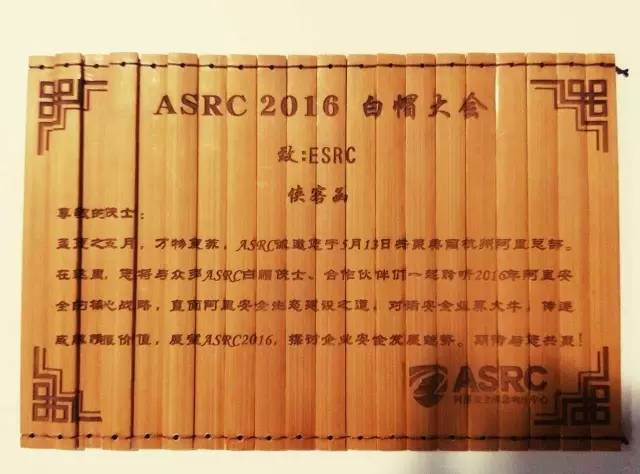 ASRC 2016 白帽大会
致:ESRC
侠客函
尊敬的侠士:
孟夏之五月,万物复苏,ASRC诚邀您于5月13日共聚美丽杭州阿里总部。
在这里,您将与众多ASRC白帽侠士、合作伙伴们一起聆听2016年阿里安
全的核心战略,直面阿里安全生态建设之道,对话安全业界大牛,传递
威胁情报价值,展望ASRC2016,探讨企业安全发展趋势。期待与您共聚!
ASRC
阿里安全应急响应中心